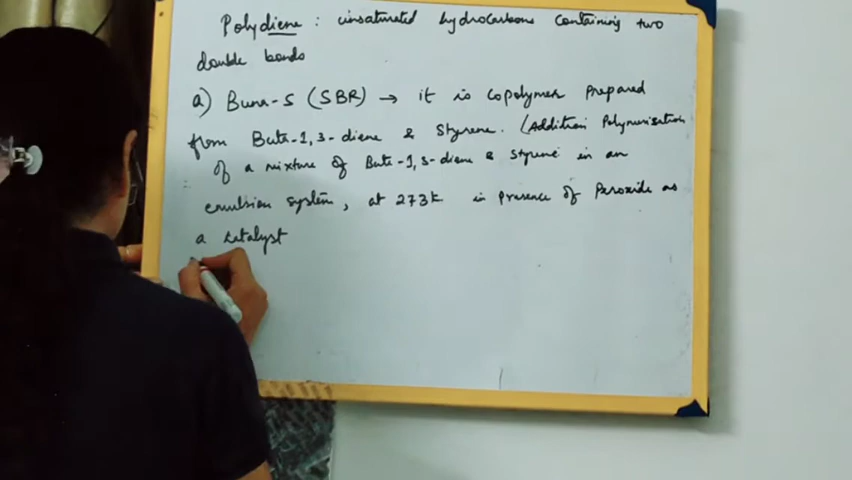 Polydiene : unsaturated hydrocarbons containing two
double bonds
a) Buna-S (SBR) → it is copolymer prepared
from Buta-1,3-diene & styrene. (Addition Polymerisation
of a mixture of Buta-1,3-diene & styrene in an
emulsion system, at 273K in presence of Peroxide as
a catalyst